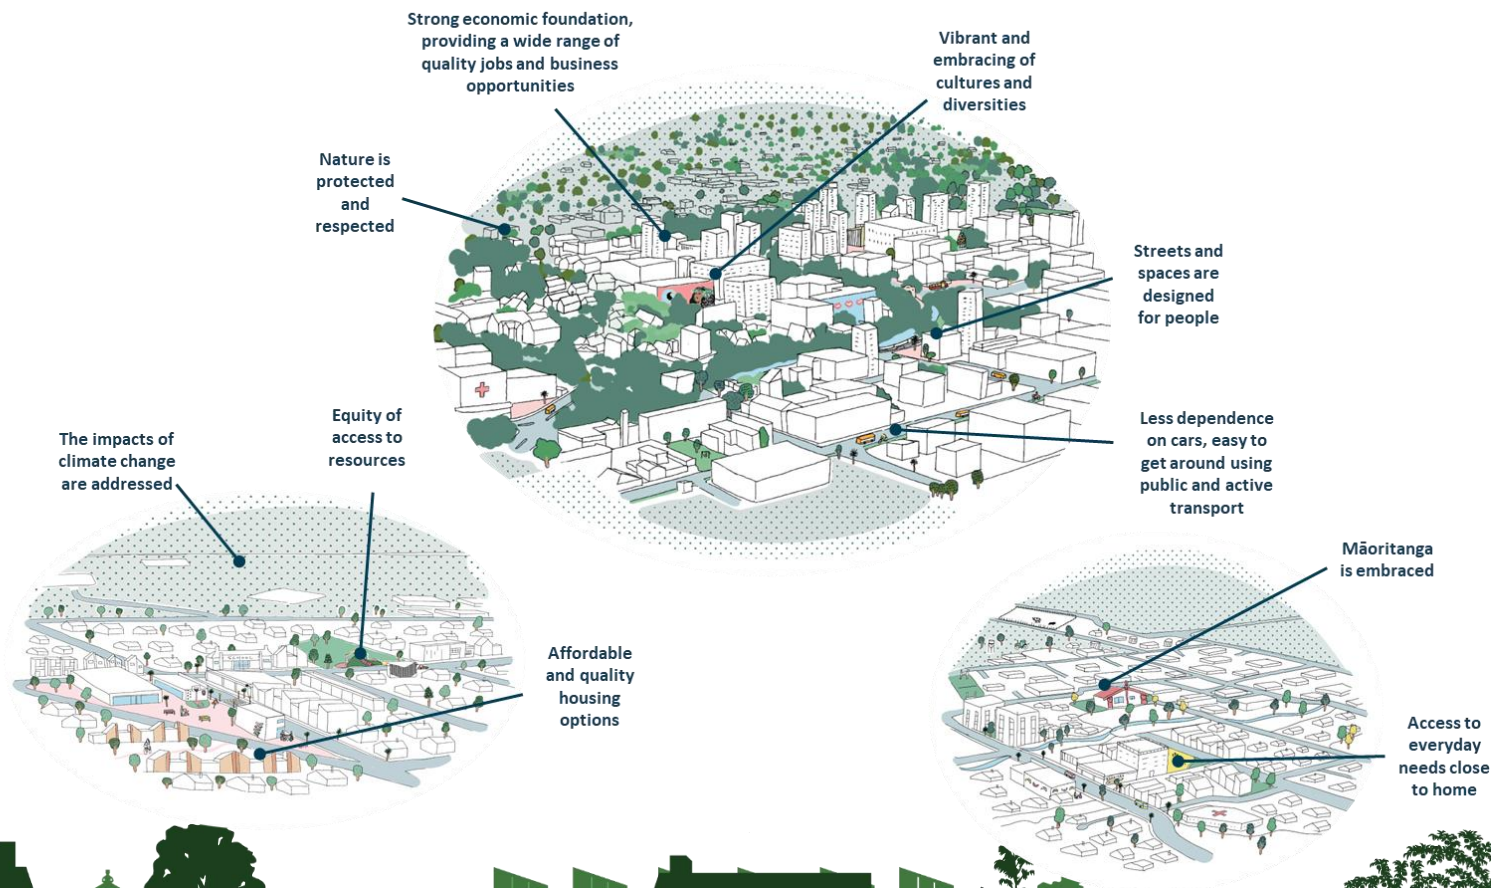 Strong economic foundation,
providing a wide range of
quality jobs and business
opportunities
Vibrant and
embracing of
cultures and
diversities
Nature is
protected
and
respected
Streets and
spaces are
designed
for people
Less dependence
on cars, easy to
get around using
public and active
transport
Equity of
access to
resources
The impacts of
climate change
are addressed
Affordable
and quality
housing
options
Māoritanga
is embraced
Access to
everyday
needs close
to home